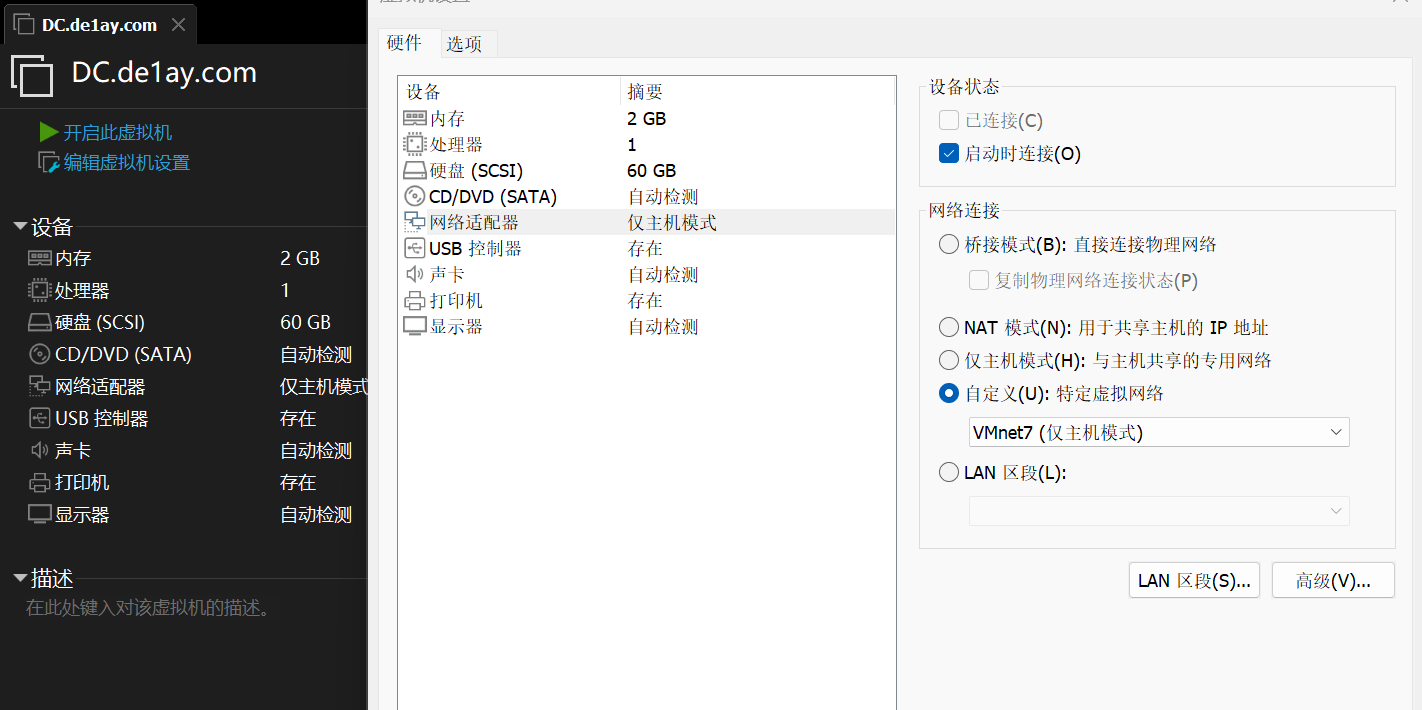 DC.de1ay.com
DC.de1ay.com
开启此虚拟机
编辑虚拟机设置
设备
内存 2 GB
处理器 1
硬盘 (SCSI) 60 GB
CD/DVD (SATA) 自动检测
网络适配器 仅主机模式
USB 控制器 存在
声卡 自动检测
打印机 存在
显示器 自动检测
描述
在此处键入对该虚拟机的描述。
硬件 选项
设备 摘要
内存 2 GB
处理器 1
硬盘 (SCSI) 60 GB
CD/DVD (SATA) 自动检测
网络适配器 仅主机模式
USB 控制器 存在
声卡 自动检测
打印机 存在
显示器 自动检测
设备状态
已连接(C)
启动时连接(O)
网络连接
桥接模式(B): 直接连接物理网络
复制物理网络连接状态(P)
NAT 模式(N): 用于共享主机的 IP 地址
仅主机模式(H): 与主机共享的专用网络
自定义(U): 特定虚拟网络
VMnet7 (仅主机模式)
LAN 区段(L):
LAN 区段(S)... 高级(V)...